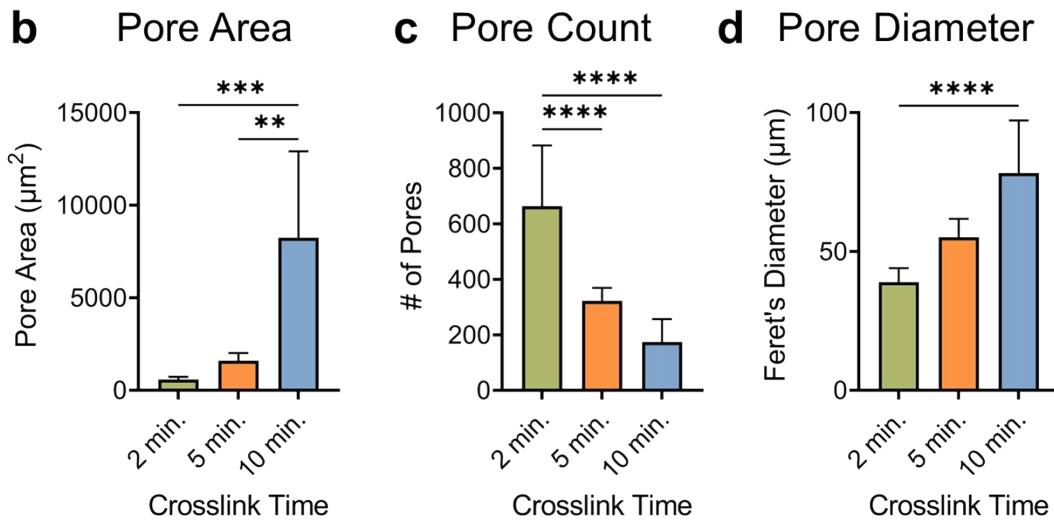 b Pore Area
***
**
Pore Area (µm²)
15000
10000
5000
0
2 min.
5 min.
10 min.
Crosslink Time
c Pore Count
****
****
# of Pores
1000
800
600
400
200
0
2 min.
5 min.
10 min.
Crosslink Time
d Pore Diameter
****
Feret's Diameter (µm)
100
50
0
2 min.
5 min.
10 min.
Crosslink Time